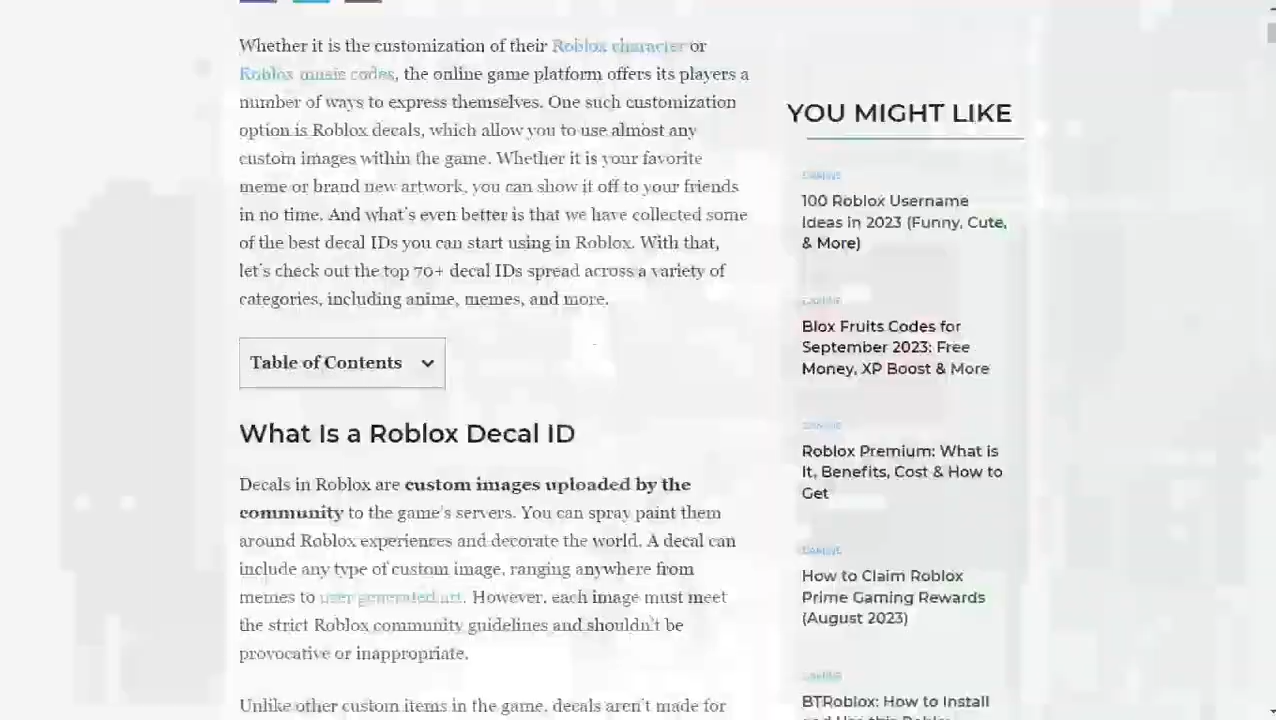 Whether it is the customization of their Roblox character or
Roblox music codes, the online game platform offers its players a
number of ways to express themselves. One such customization
option is Roblox decals, which allow you to use almost any
custom images within the game. Whether it is your favorite
meme or brand new artwork, you can show it off to your friends
in no time. And what's even better is that we have collected some
of the best decal IDs you can start using in Roblox. With that,
let's check out the top 70+ decal IDs spread across a variety of
categories, including anime, memes, and more.
Table of Contents
What Is a Roblox Decal ID
Decals in Roblox are custom images uploaded by the
community to the game's servers. You can spray paint them
around Roblox experiences and decorate the world. A decal can
include any type of custom image, ranging anywhere from
memes to user generated art. However, each image must meet
the strict Roblox community guidelines and shouldn't be
provocative or inappropriate.
Unlike other custom items in the game, decals aren't made for
YOU MIGHT LIKE
GAMING
100 Roblox Username
Ideas in 2023 (Funny, Cute,
& More)
GAMING
Blox Fruits Codes for
September 2023: Free
Money, XP Boost & More
GAMING
Roblox Premium: What is
It, Benefits, Cost & How to
Get
GAMING
How to Claim Roblox
Prime Gaming Rewards
(August 2023)
GAMING
BTRoblox: How to Install